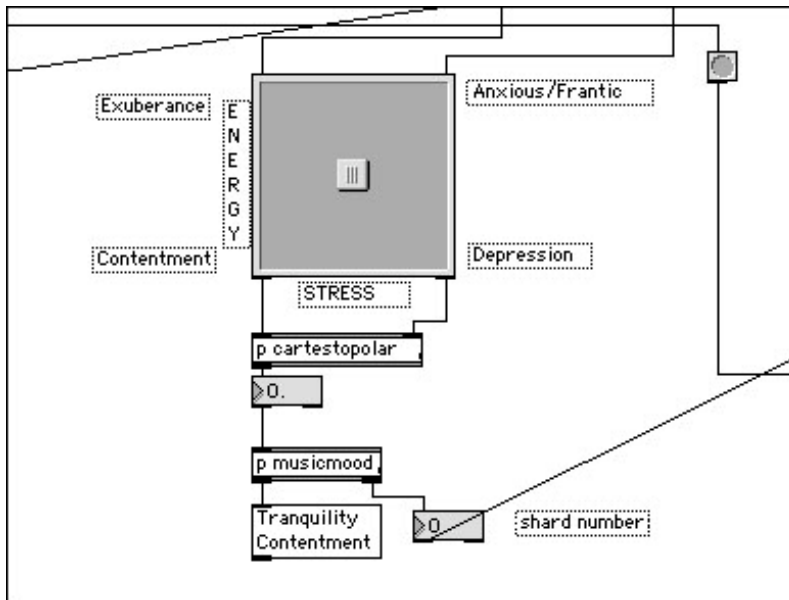 Exuberance
Anxious/Frantic
E
N
E
R
G
Y
Contentment
Depression
STRESS
p cartestopolar
0.
p musicmood
Tranquility
Contentment
0
shard number